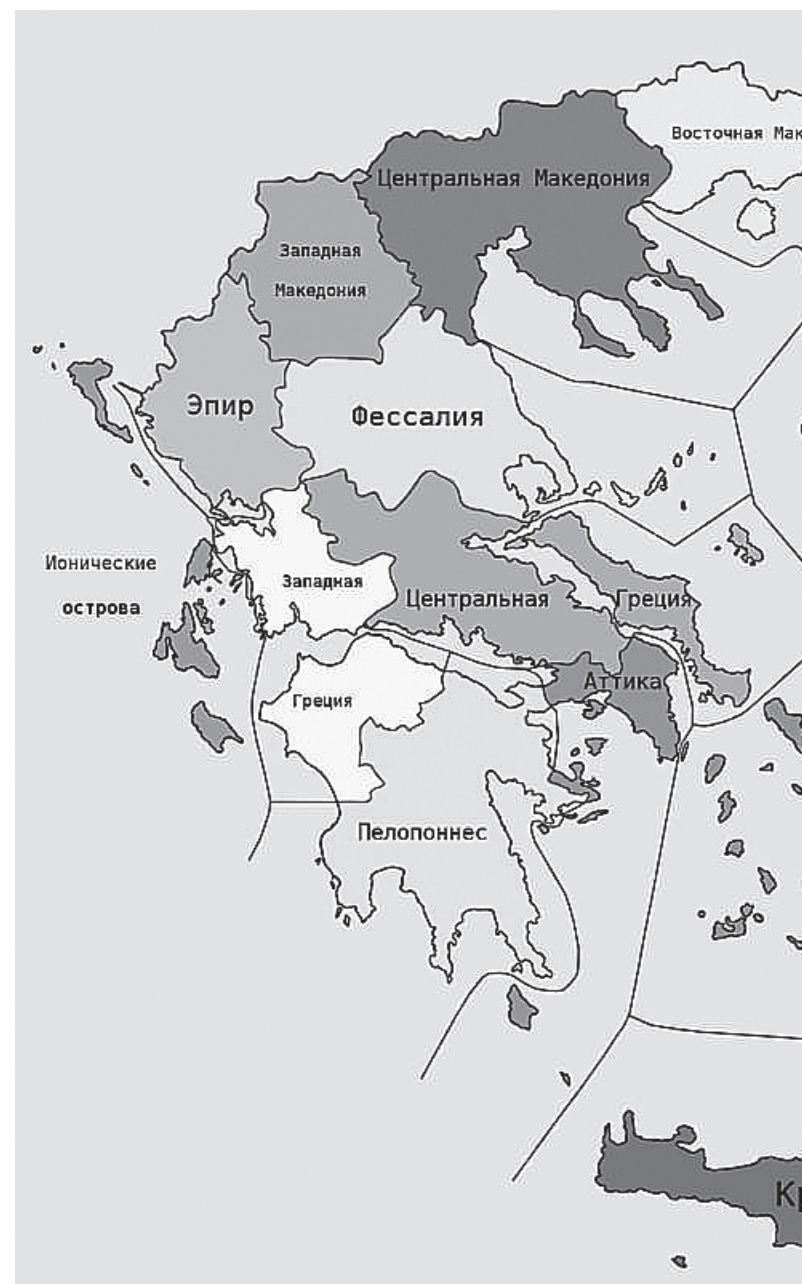 Восточная Мак
Центральная Македония
Западная
Македония
Эпир
Фессалия
Ионические
острова
Западная
Центральная
Греция
Аттика
Греция
Пелопоннес
Кр